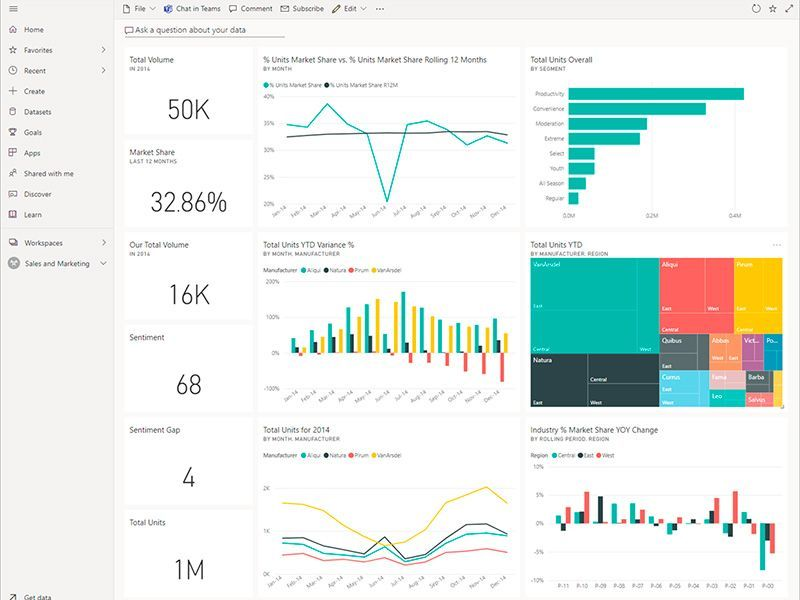 File
Chat in Teams
Comment
Subscribe
Edit
Home
Favorites
Recent
Create
Datasets
Goals
Apps
Shared with me
Discover
Learn
Workspaces
Sales and Marketing
Get data
Ask a question about your data
Total Volume
IN 2014
50K
Market Share
LAST 12 MONTHS
32.86%
Our Total Volume
IN 2014
16K
Sentiment
68
Sentiment Gap
4
Total Units
1M
% Units Market Share vs. % Units Market Share Rolling 12 Months
BY MONTH
% Units Market Share % Units Market Share R12M
40%
35%
30%
25%
20%
Jan-14 Feb-14 Mar-14 Apr-14 May-14 Jun-14 Jul-14 Aug-14 Sep-14 Oct-14 Nov-14 Dec-14
Total Units YTD Variance %
BY MONTH, MANUFACTURER
Manufacturer Aliqui Natura Pirum VanArsdel
200%
100%
0%
-100%
Jan-14 Feb-14 Mar-14 Apr-14 May-14 Jun-14 Jul-14 Aug-14 Sep-14 Oct-14 Nov-14 Dec-14
Total Units for 2014
BY MONTH, MANUFACTURER
Manufacturer Aliqui Natura Pirum VanArsdel
2K
1K
0K
Jan-14 Feb-14 Mar-14 Apr-14 May-14 Jun-14 Jul-14 Aug-14 Sep-14 Oct-14 Nov-14 Dec-14
Total Units Overall
BY SEGMENT
Productivity
Convenience
Moderation
Extreme
Select
Youth
All Season
Regular
0.0M 0.2M 0.4M
Total Units YTD
BY MANUFACTURER, REGION
VanArsdel
East
Central
West
Natura
East
Central
West
Aliqui
East
West
Central
Pirum
East
West
Central
Quibus
East
Abbas
West
East
Vict...
Po...
Currus
East
West
Fama
Barba
Leo
Salvus
Industry % Market Share YOY Change
BY ROLLING PERIOD, REGION
Region Central East West
10%
5%
0%
-5%
-10%
P-11 P-10 P-09 P-08 P-07 P-06 P-05 P-04 P-03 P-02 P-01 P-00